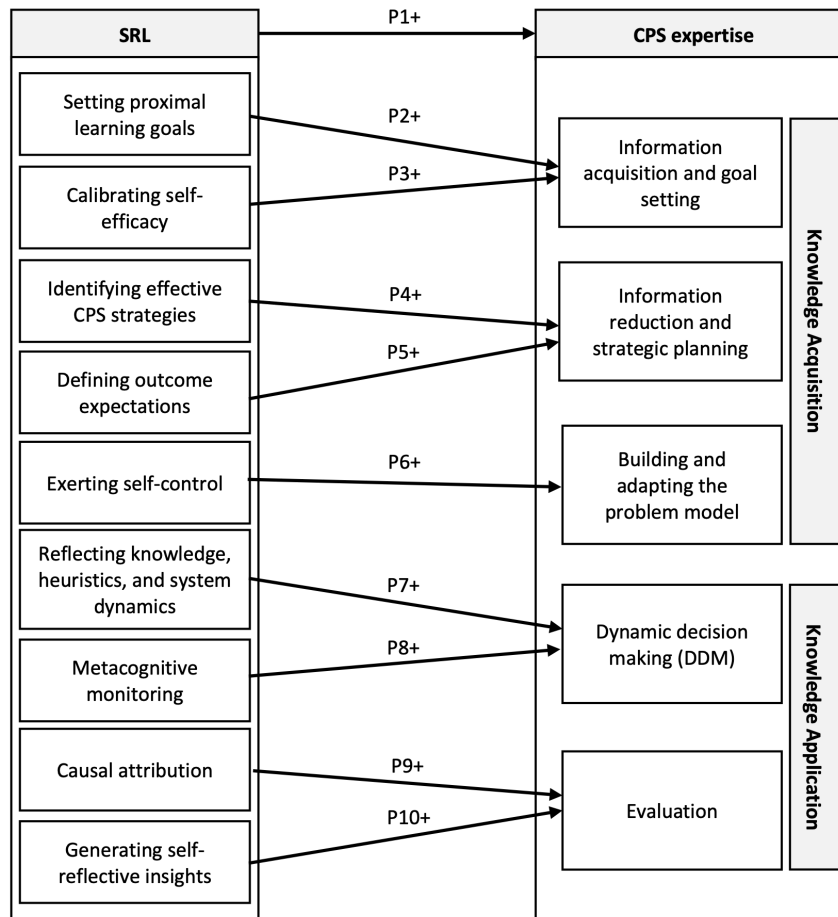 SRL
P1+
CPS expertise
Setting proximal
learning goals
P2+
Calibrating self-
efficacy
P3+
Information
acquisition and goal
setting
Identifying effective
CPS strategies
P4+
Defining outcome
expectations
P5+
Information
reduction and
strategic planning
Exerting self-control
P6+
Building and
adapting the
problem model
Knowledge Acquisition
Reflecting knowledge,
heuristics, and system
dynamics
P7+
Metacognitive
monitoring
P8+
Dynamic decision
making (DDM)
Causal attribution
P9+
Generating self-
reflective insights
P10+
Evaluation
Knowledge Application